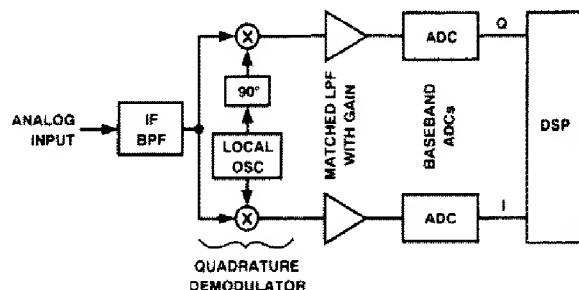 ANALOG
INPUT
IF
BPF
X
90°
LOCAL
OSC
X
QUADRATURE
DEMODULATOR
MATCHED LPF
WITH GAIN
ADC
BASEBAND
ADCs
ADC
Q
I
DSP